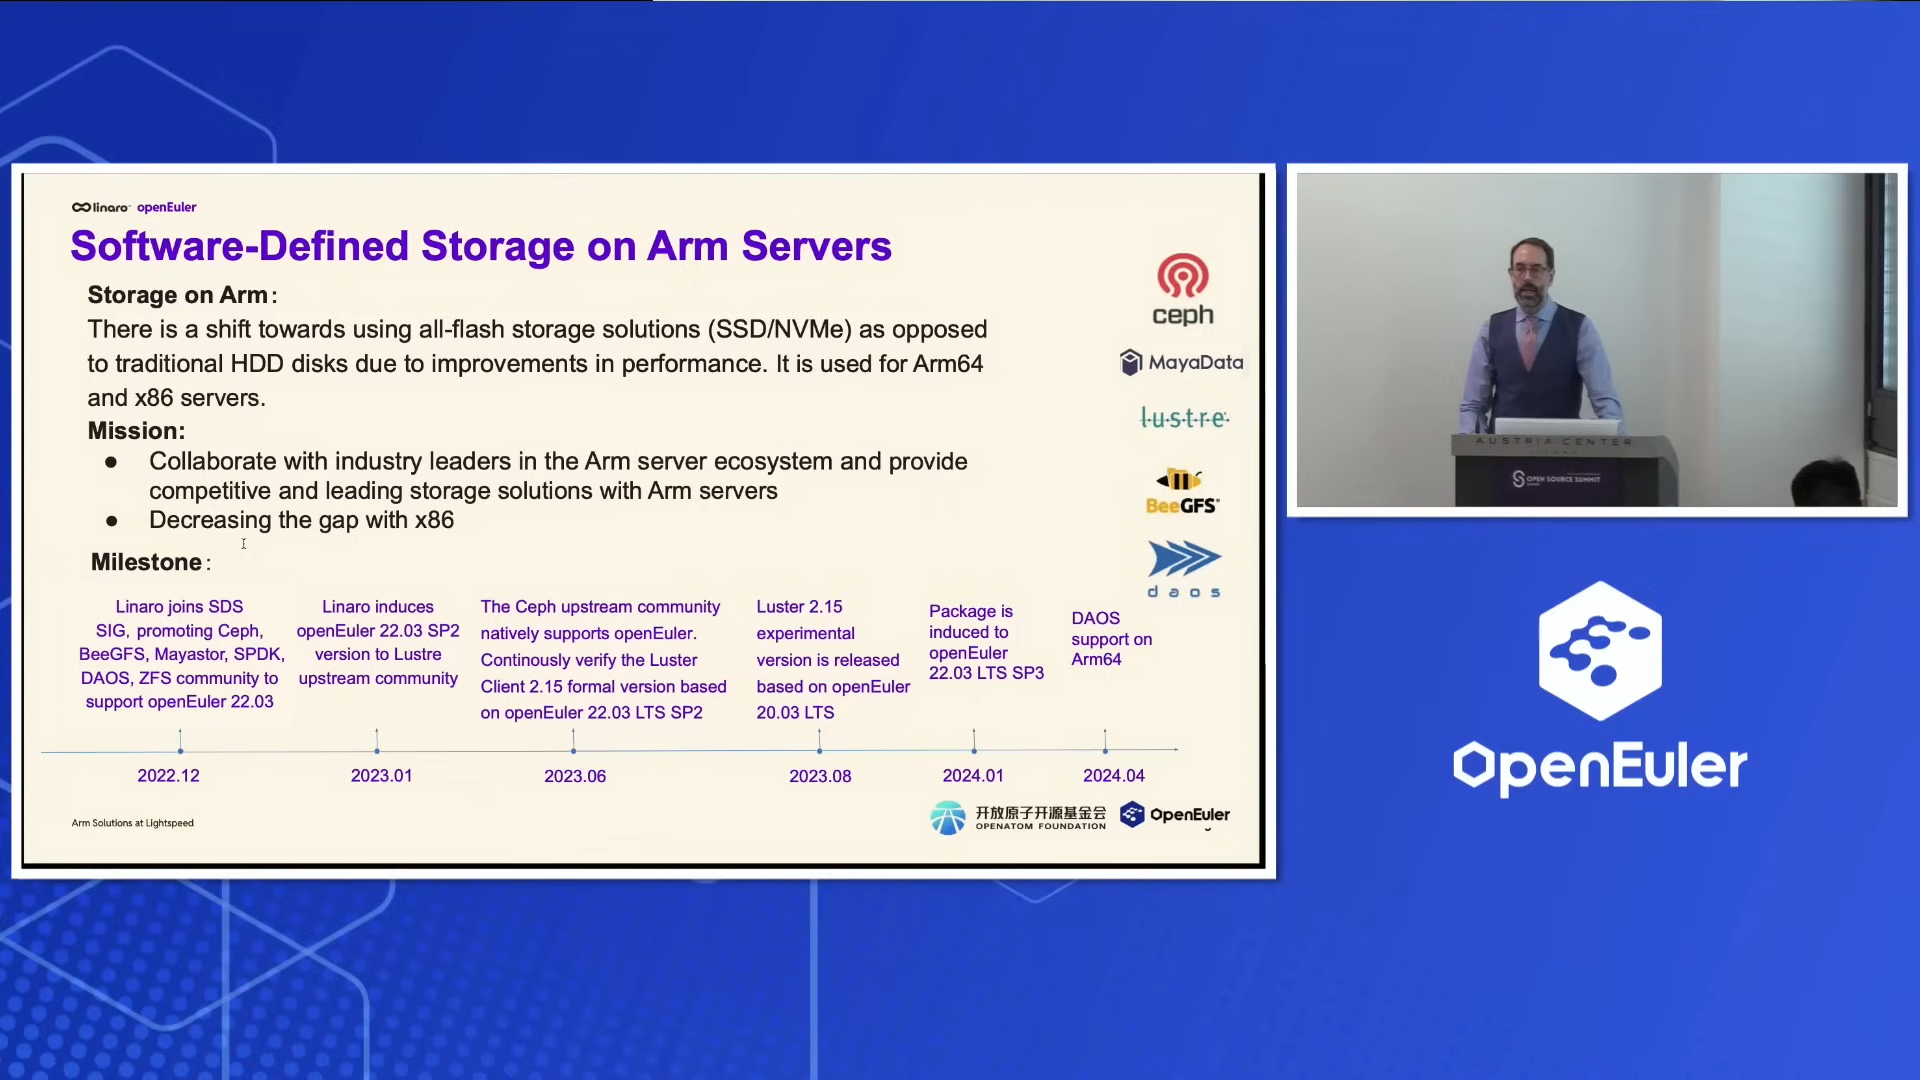 linaro openEuler
Software-Defined Storage on Arm Servers
Storage on Arm:
There is a shift towards using all-flash storage solutions (SSD/NVMe) as opposed
to traditional HDD disks due to improvements in performance. It is used for Arm64
and x86 servers.
Mission:
● Collaborate with industry leaders in the Arm server ecosystem and provide
competitive and leading storage solutions with Arm servers
● Decreasing the gap with x86
Milestone:
Linaro joins SDS
SIG, promoting Ceph,
BeeGFS, Mayastor, SPDK,
DAOS, ZFS community to
support openEuler 22.03
2022.12
Linaro induces
openEuler 22.03 SP2
version to Lustre
upstream community
2023.01
The Ceph upstream community
natively supports openEuler.
Continously verify the Luster
Client 2.15 formal version based
on openEuler 22.03 LTS SP2
2023.06
Luster 2.15
experimental
version is released
based on openEuler
20.03 LTS
2023.08
Package is
induced to
openEuler
22.03 LTS SP3
2024.01
DAOS
support on
Arm64
2024.04
ceph
MayaData
l·u·s·t·r·e·
BeeGFS®
daos
Arm Solutions at Lightspeed
开放原子开源基金会
OPENATOM FOUNDATION
OpenEuler
AUSTRIA CENTER
OPEN SOURCE SUMMIT
OpenEuler